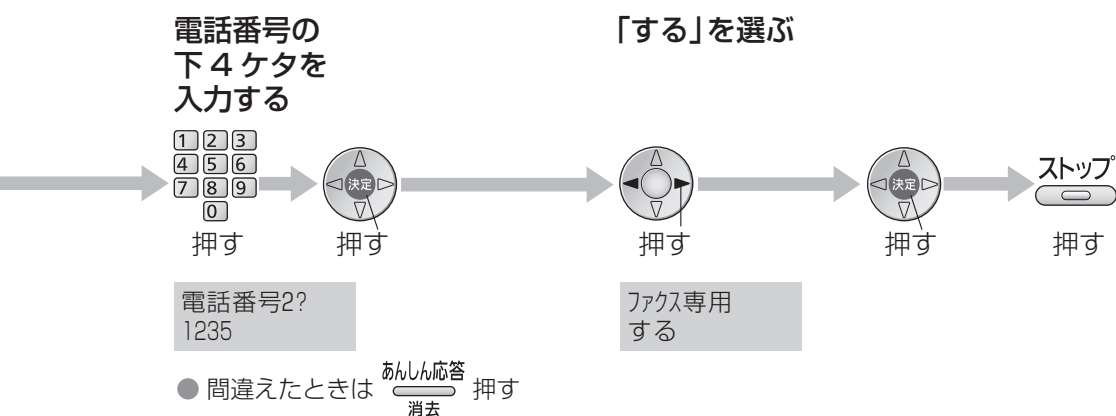 電話番号の
下4ケタを
入力する
「する」を選ぶ
1 2 3
4 5 6
7 8 9
0
決定
決定
ストップ
押す
押す
押す
押す
押す
電話番号2?
1235
ファクス専用
する
● 間違えたときは あんしん応答 消去 押す